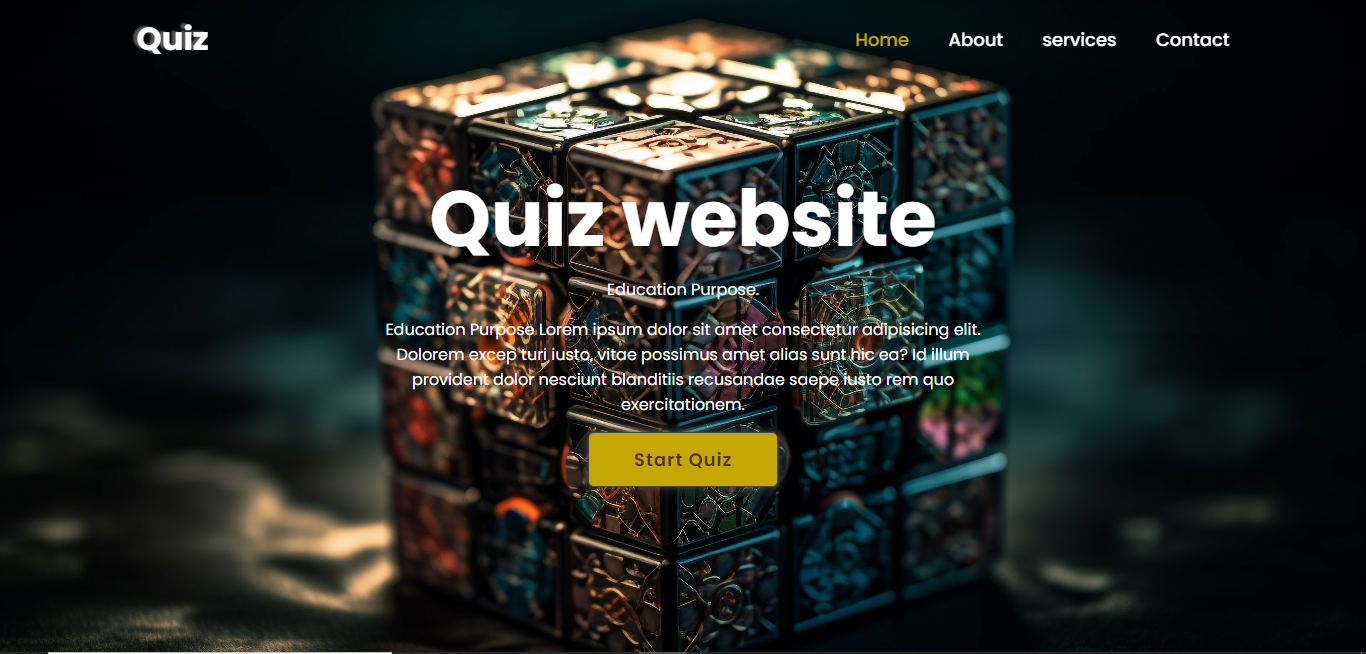 Quiz
Home About services Contact
Quiz website
Education Purpose.
Education Purpose Lorem ipsum dolor sit amet consectetur adipisicing elit.
Dolorem excep turi iusto, vitae possimus amet alias sunt hic ea? Id illum
provident dolor nesciunt blanditiis recusandae saepe iusto rem quo
exercitationem.
Start Quiz